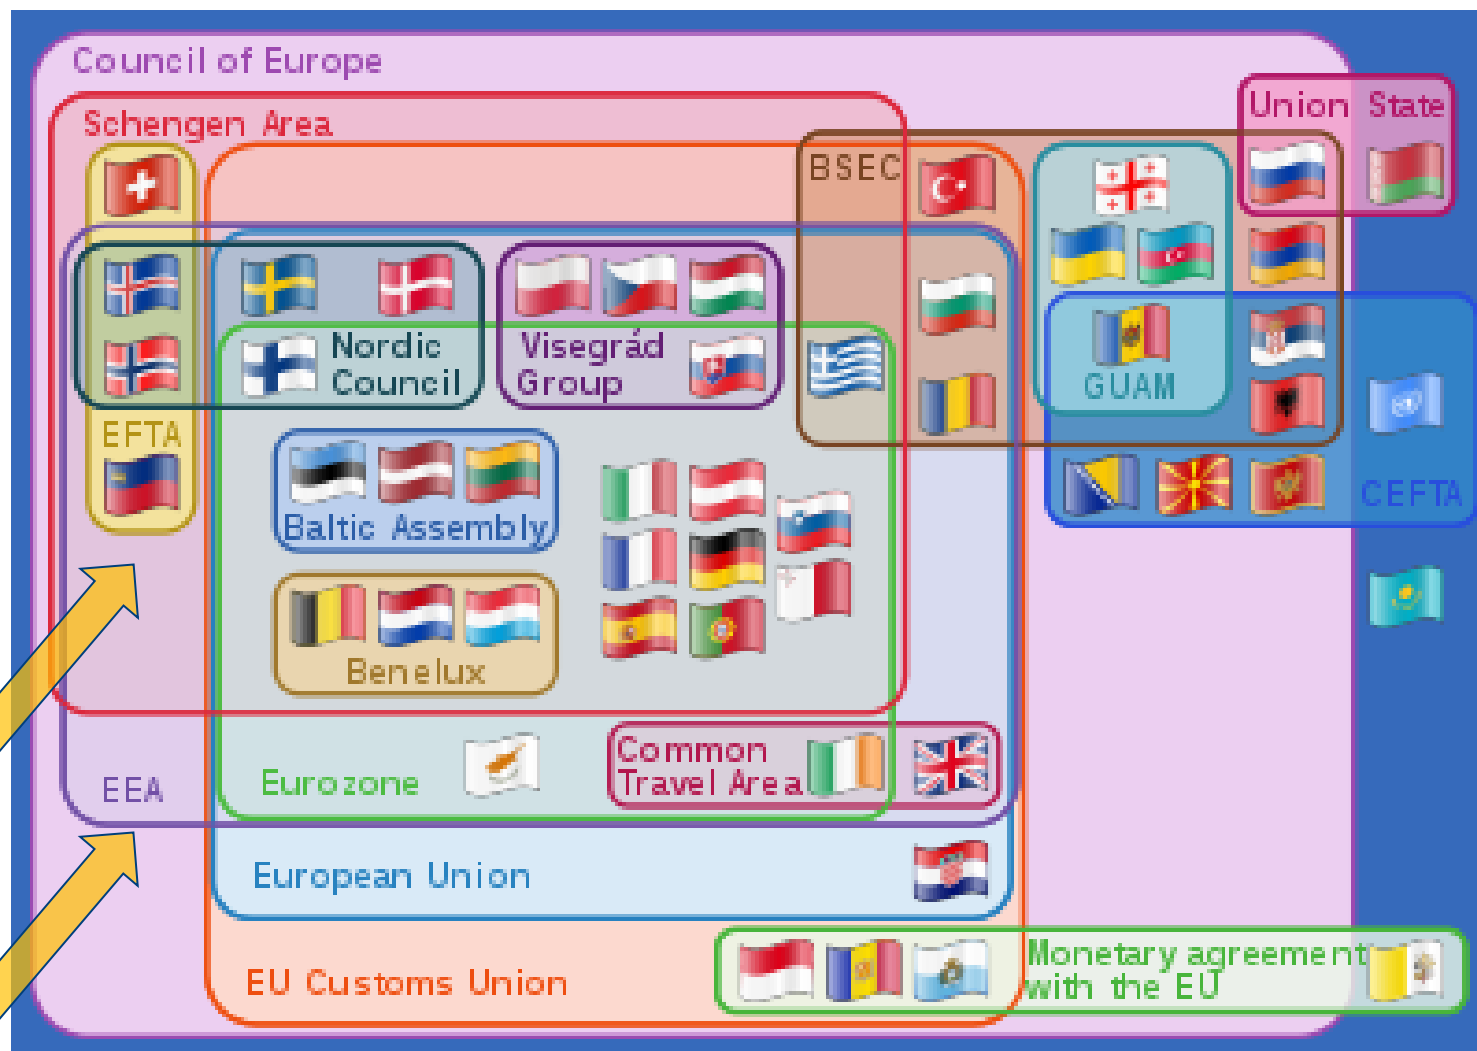 Council of Europe
Schengen Area
Union State
BSEC
Nordic
Council
Visegrád
Group
GUAM
EFTA
CEFTA
Baltic Assembly
Benelux
Common
Travel Area
Eurozone
EEA
European Union
Monetary agreement
with the EU
EU Customs Union